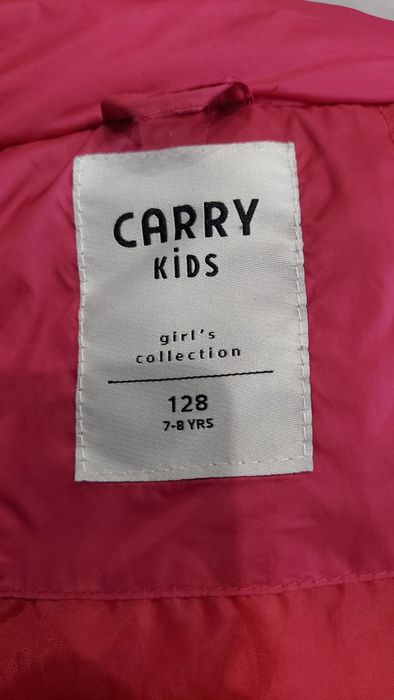 CARRY
KiDS
girl's
collection
128
7-8 YRS